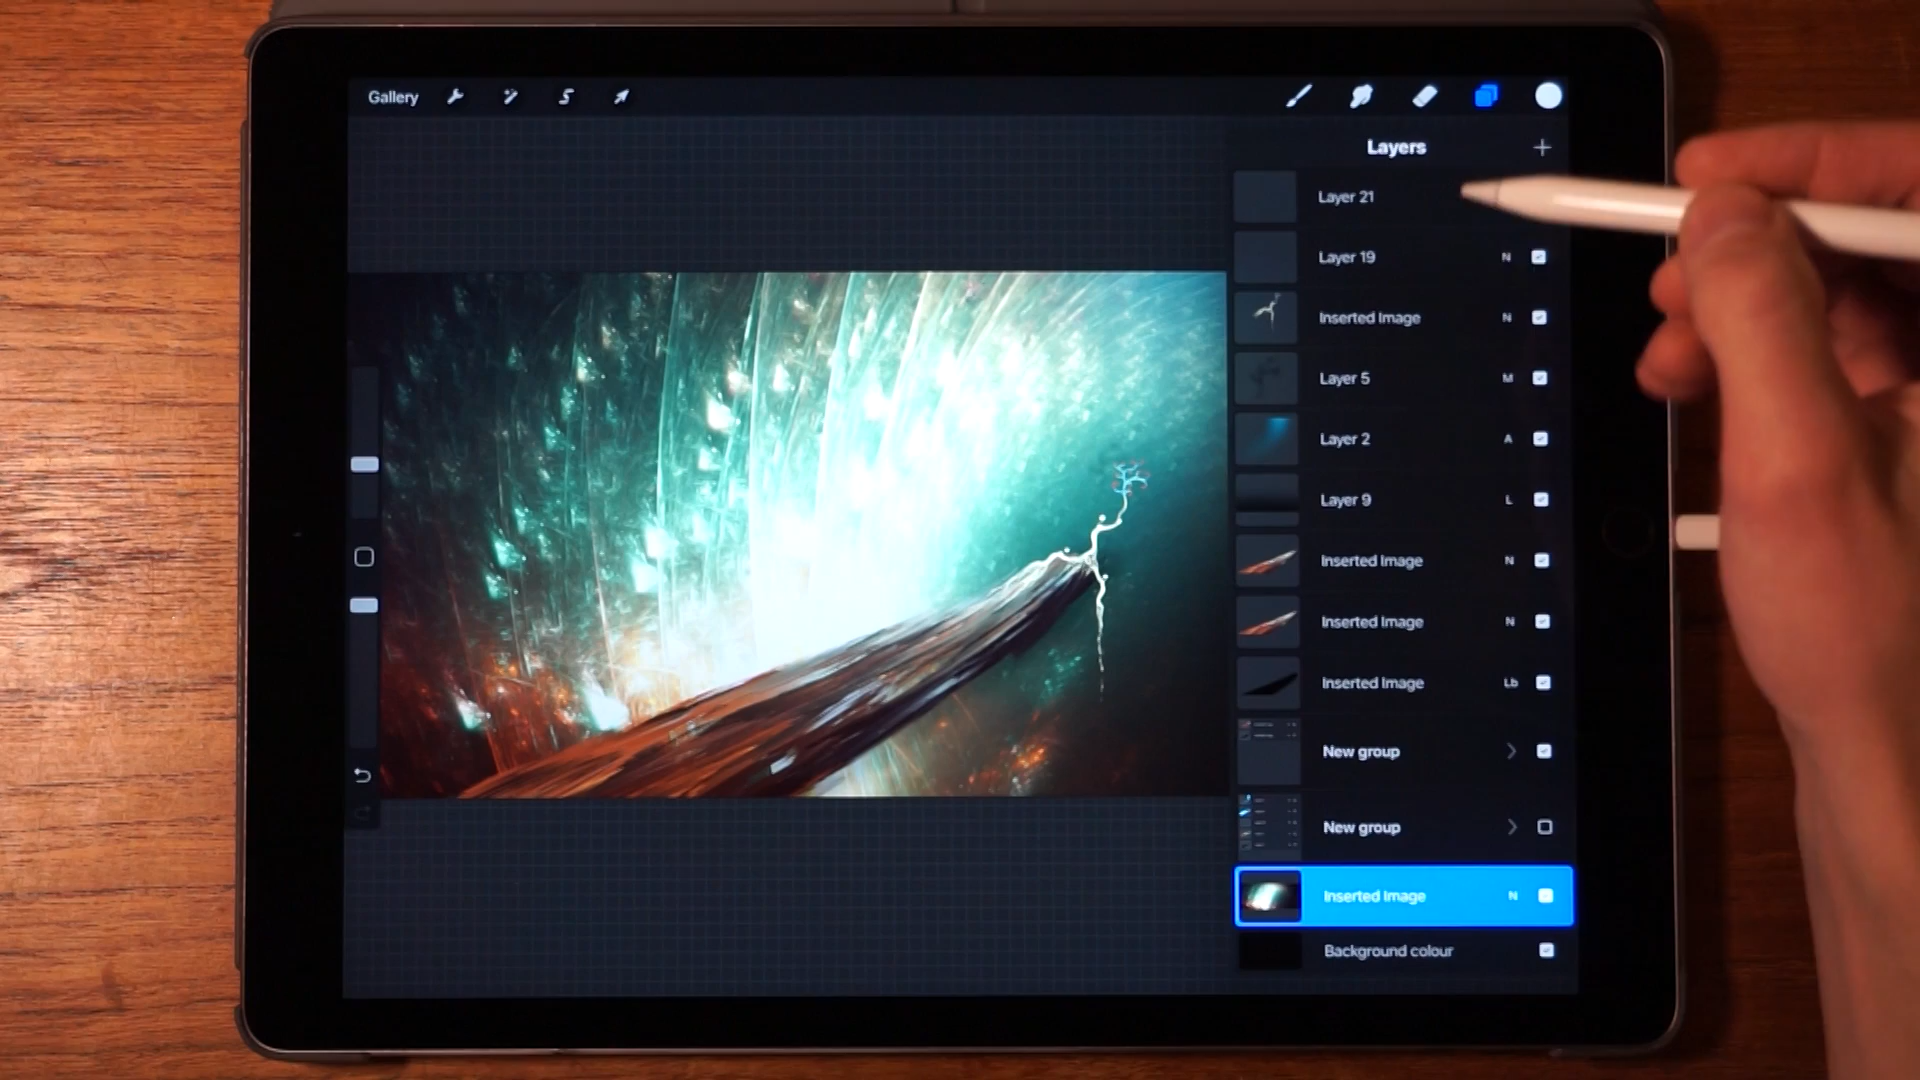 Gallery
Layers
Layer 21
Layer 19 N
Inserted Image N
Layer 5 M
Layer 2 A
Layer 9 L
Inserted Image N
Inserted Image N
Inserted Image Lb
New group
New group
Inserted Image N
Background colour